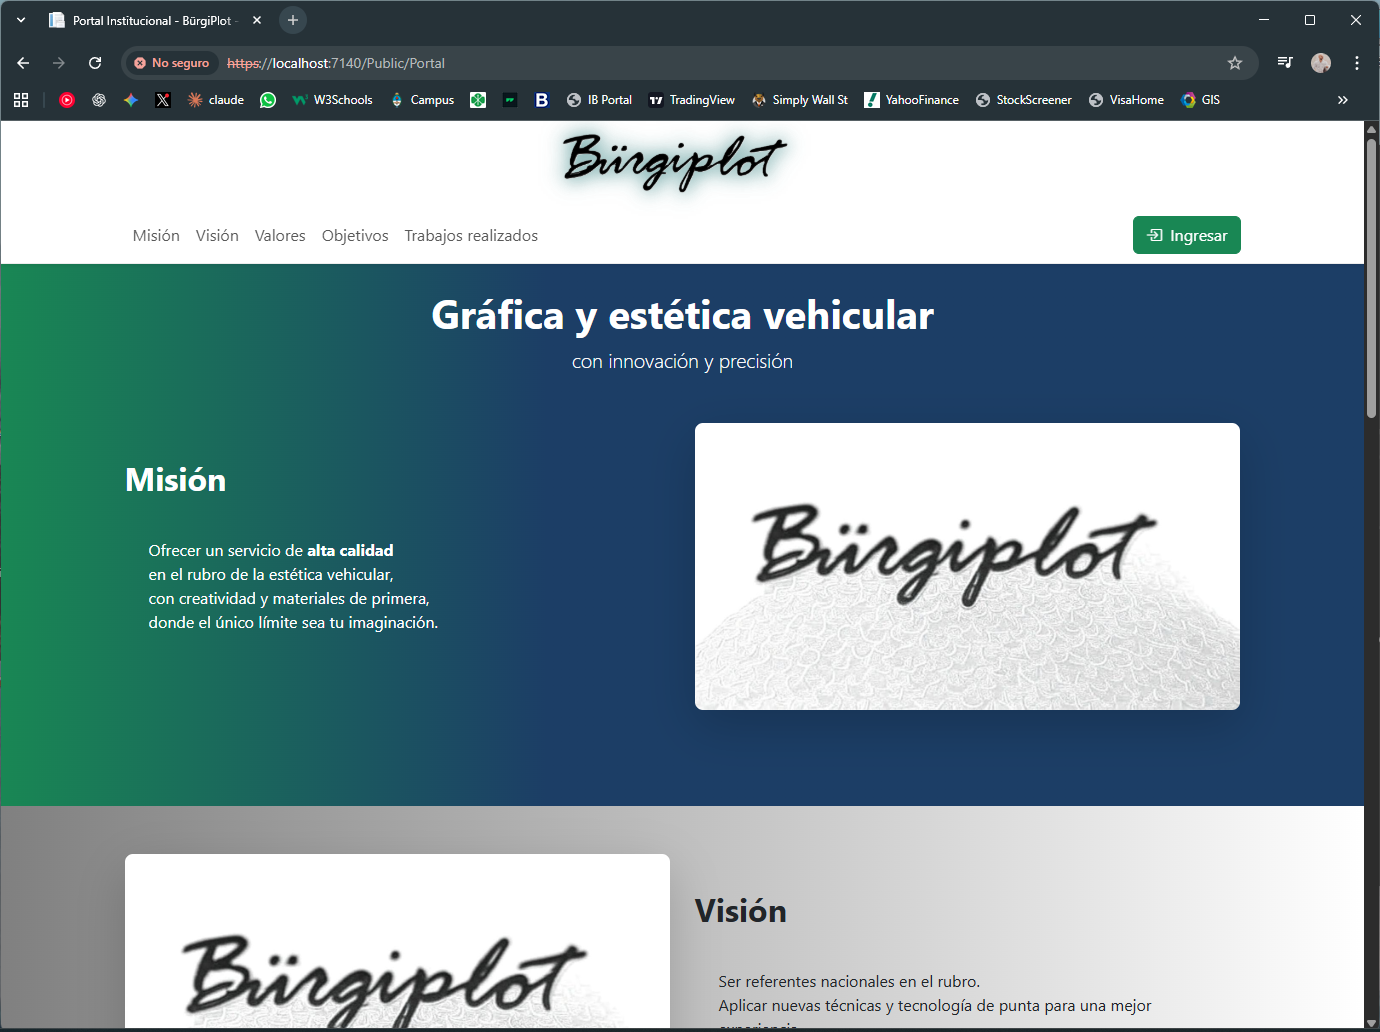 Portal Institucional - BürgiPlot -
No seguro
https://localhost:7140/Public/Portal
claude
W3Schools
Campus
B
IB Portal
TradingView
Simply Wall St
YahooFinance
StockScreener
VisaHome
GIS
Bürgiplot
Misión Visión Valores Objetivos Trabajos realizados
Ingresar
Gráfica y estética vehicular
con innovación y precisión
Misión
Ofrecer un servicio de alta calidad
en el rubro de la estética vehicular,
con creatividad y materiales de primera,
donde el único límite sea tu imaginación.
Bürgiplot
Bürgiplot
Visión
Ser referentes nacionales en el rubro.
Aplicar nuevas técnicas y tecnología de punta para una mejor
experiencia